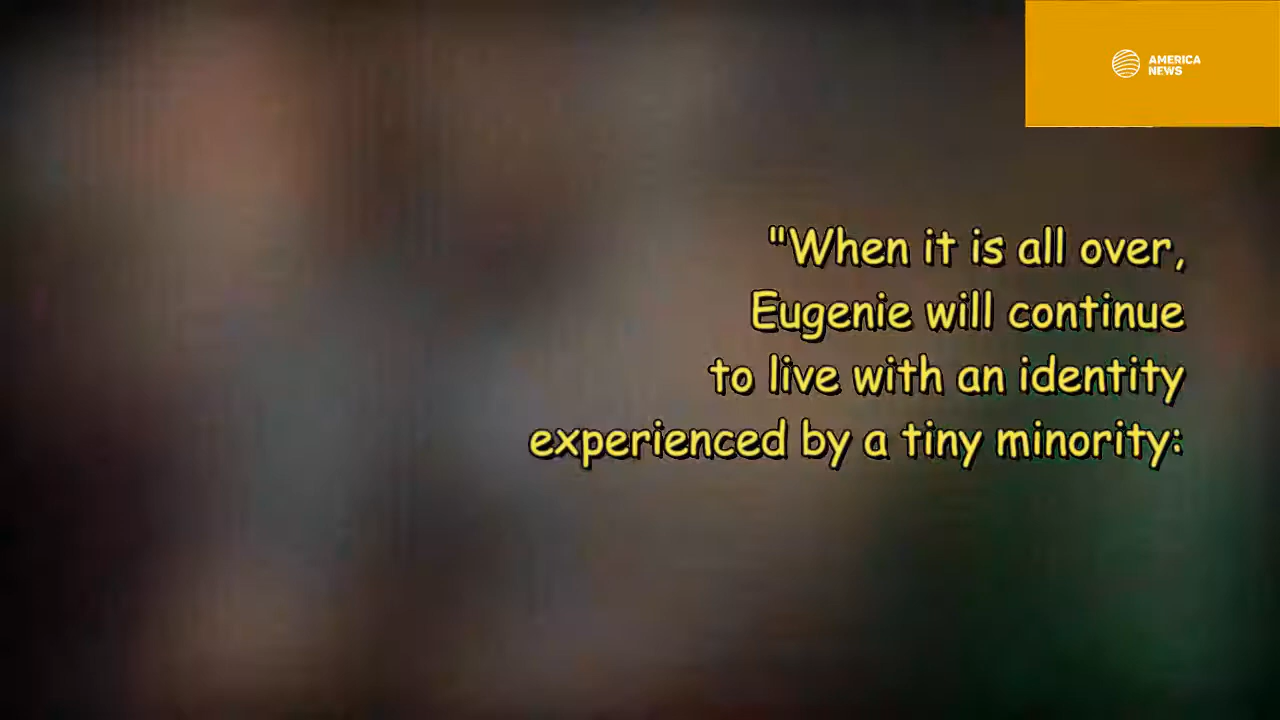 AMERICA
NEWS
"When it is all over,
Eugenie will continue
to live with an identity
experienced by a tiny minority: